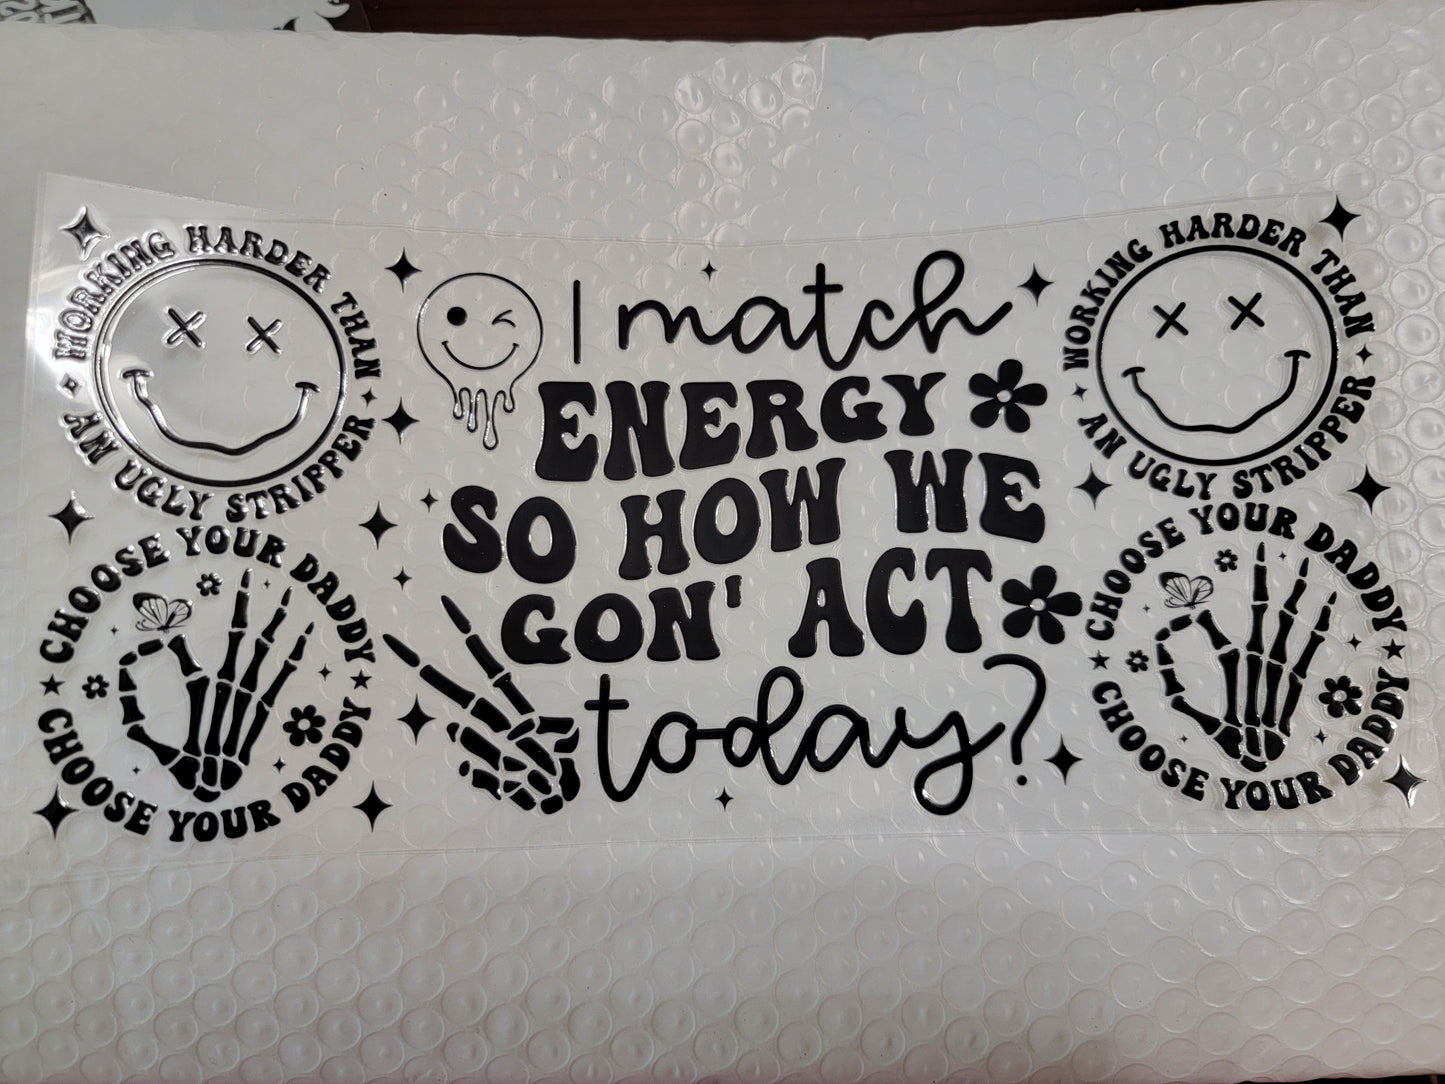 WORKING HARDER THAN
AN UGLY STRIPPER
CHOOSE YOUR DADDY
CHOOSE YOUR DADDY
I match
ENERGY
SO HOW WE
GON' ACT
today?
WORKING HARDER THAN
AN UGLY STRIPPER
CHOOSE YOUR DADDY
CHOOSE YOUR DADDY